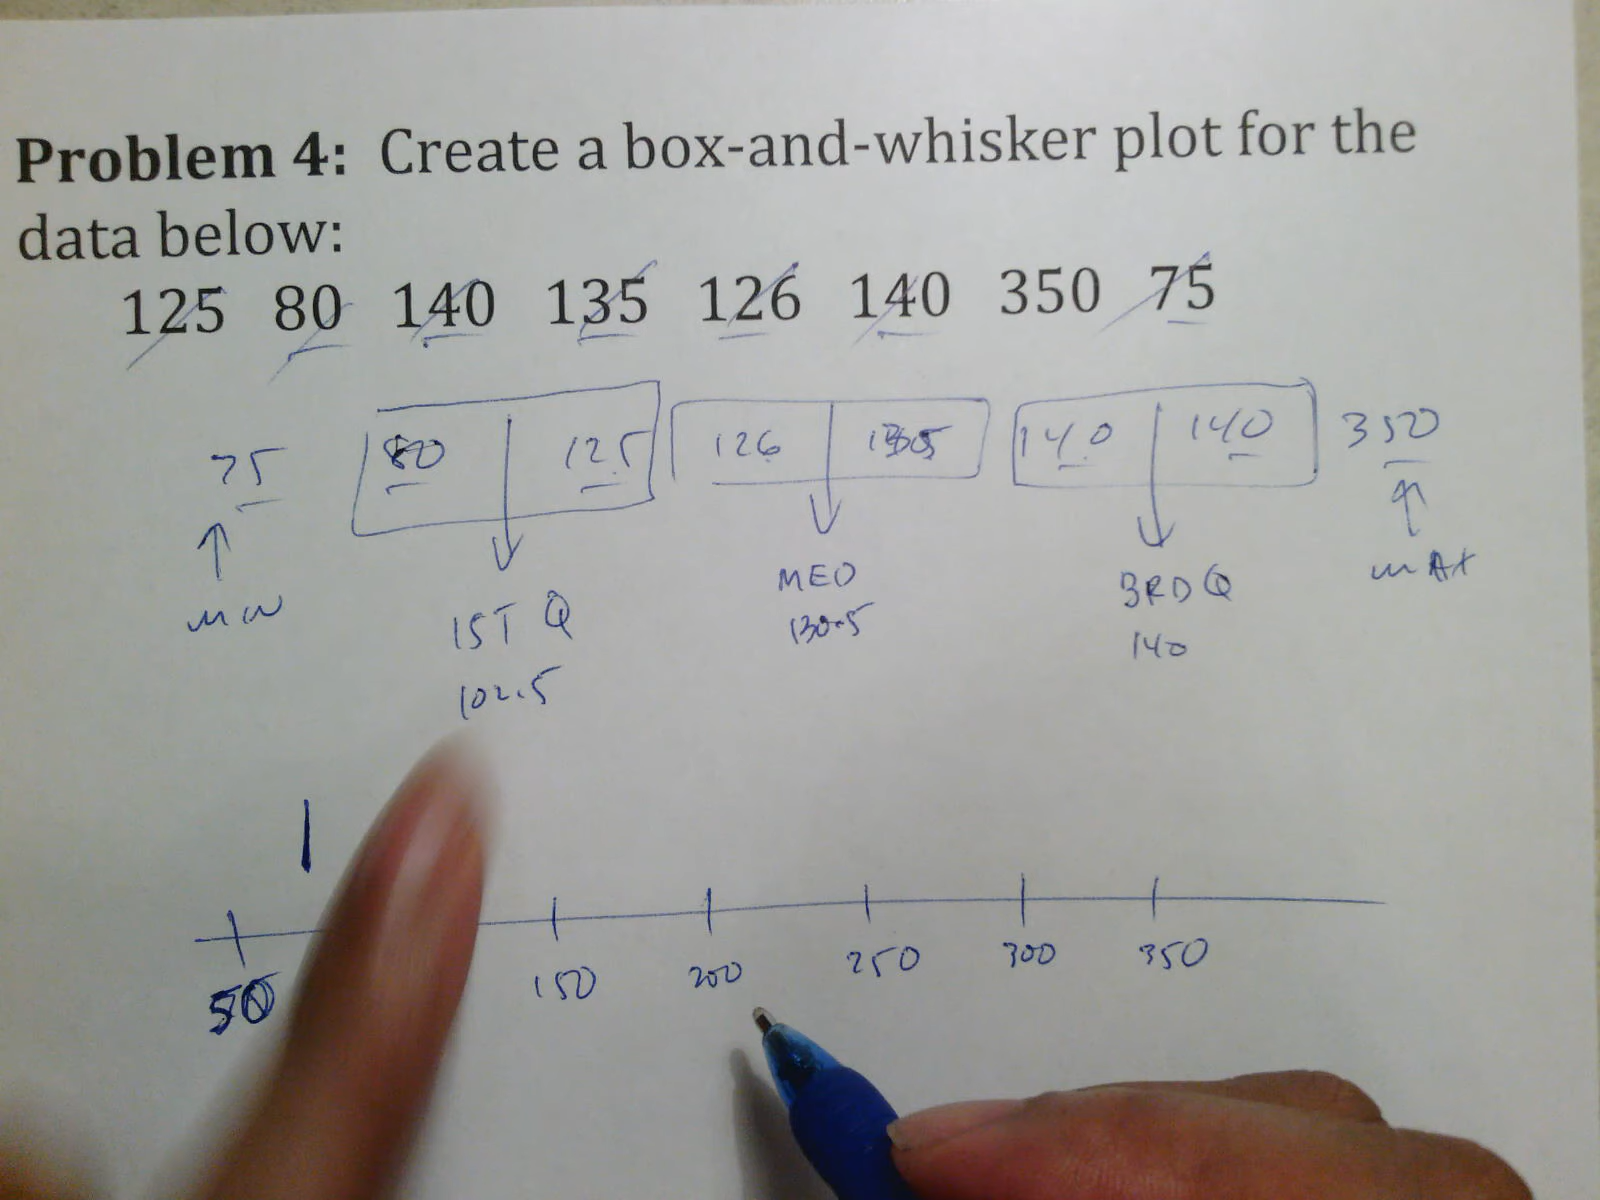 Problem 4: Create a box-and-whisker plot for the
data below:
125 80 140 135 126 140 350 75
75 80 125 126 135 140 140 350
MIN 1ST Q MED 3RD Q MAX
102.5 130.5 140
50 150 200 250 300 350